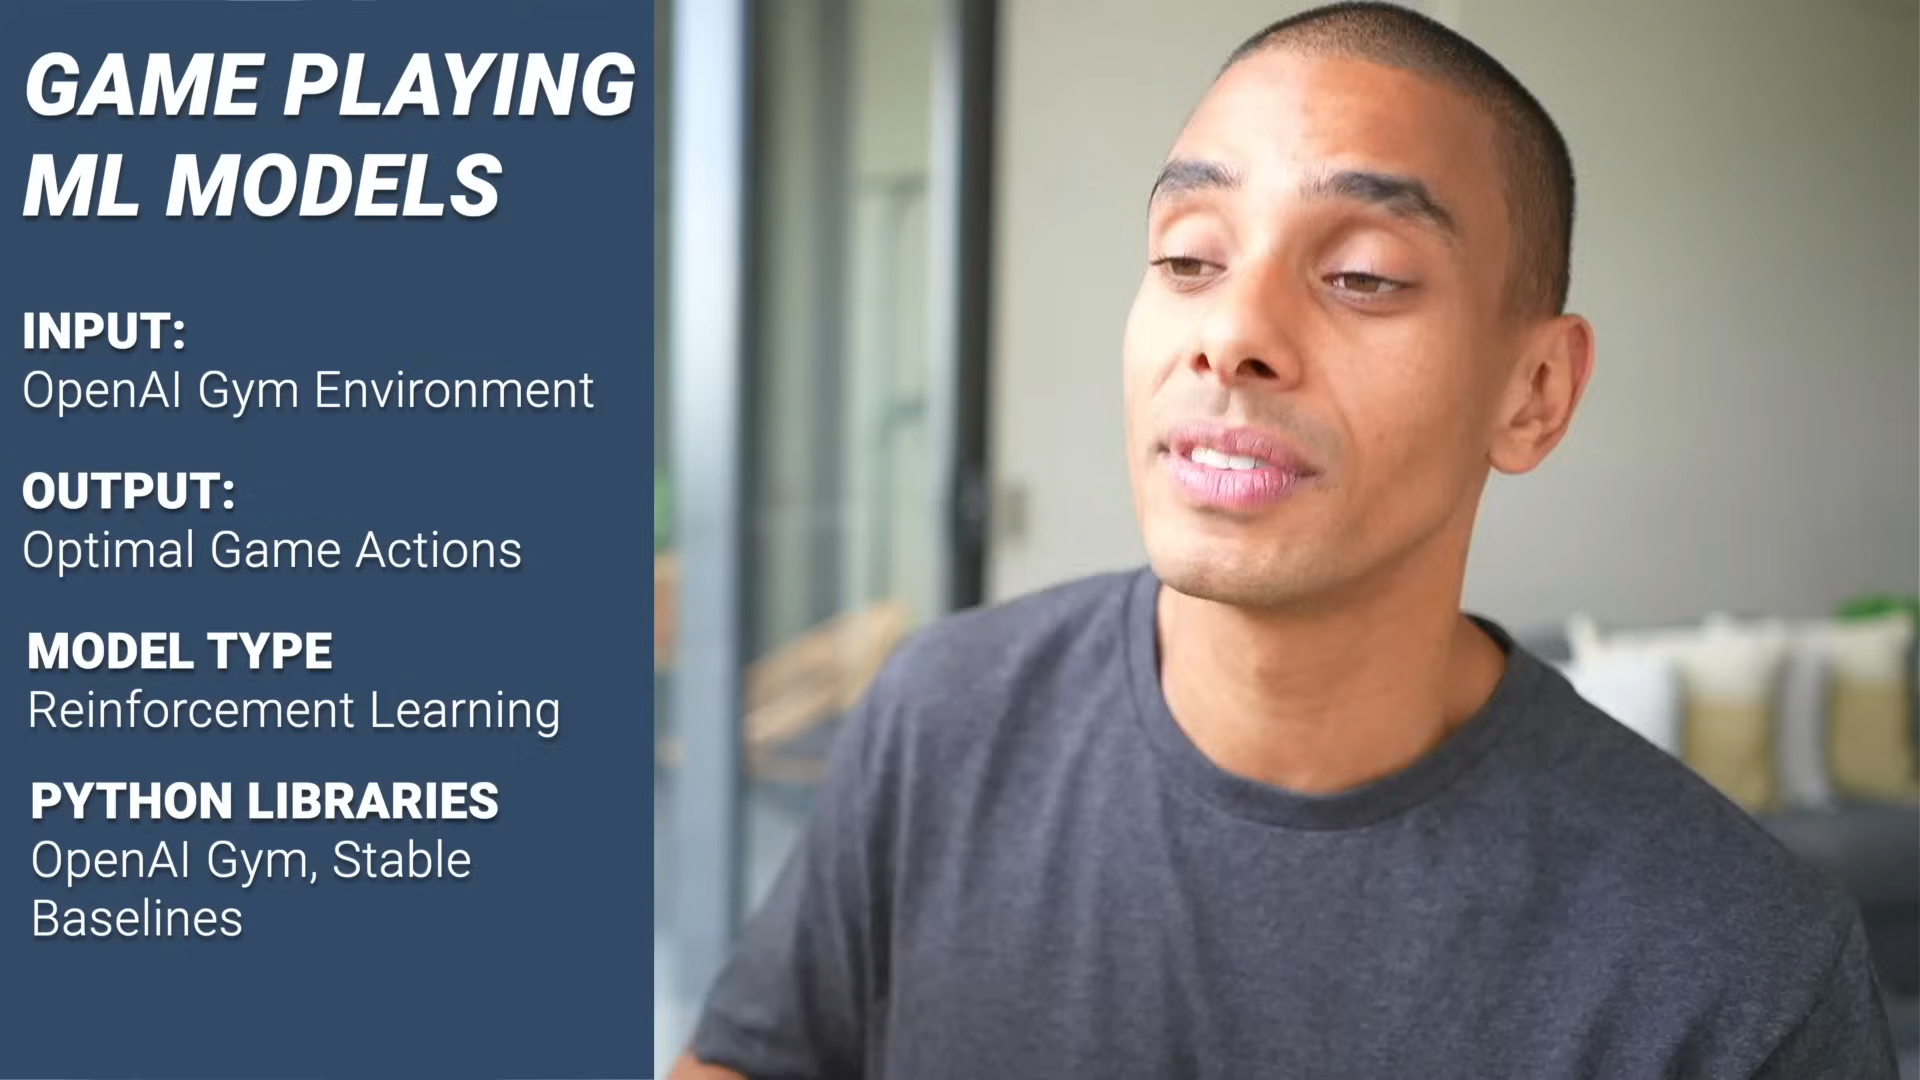 GAME PLAYING
ML MODELS
INPUT:
OpenAI Gym Environment
OUTPUT:
Optimal Game Actions
MODEL TYPE
Reinforcement Learning
PYTHON LIBRARIES
OpenAI Gym, Stable
Baselines